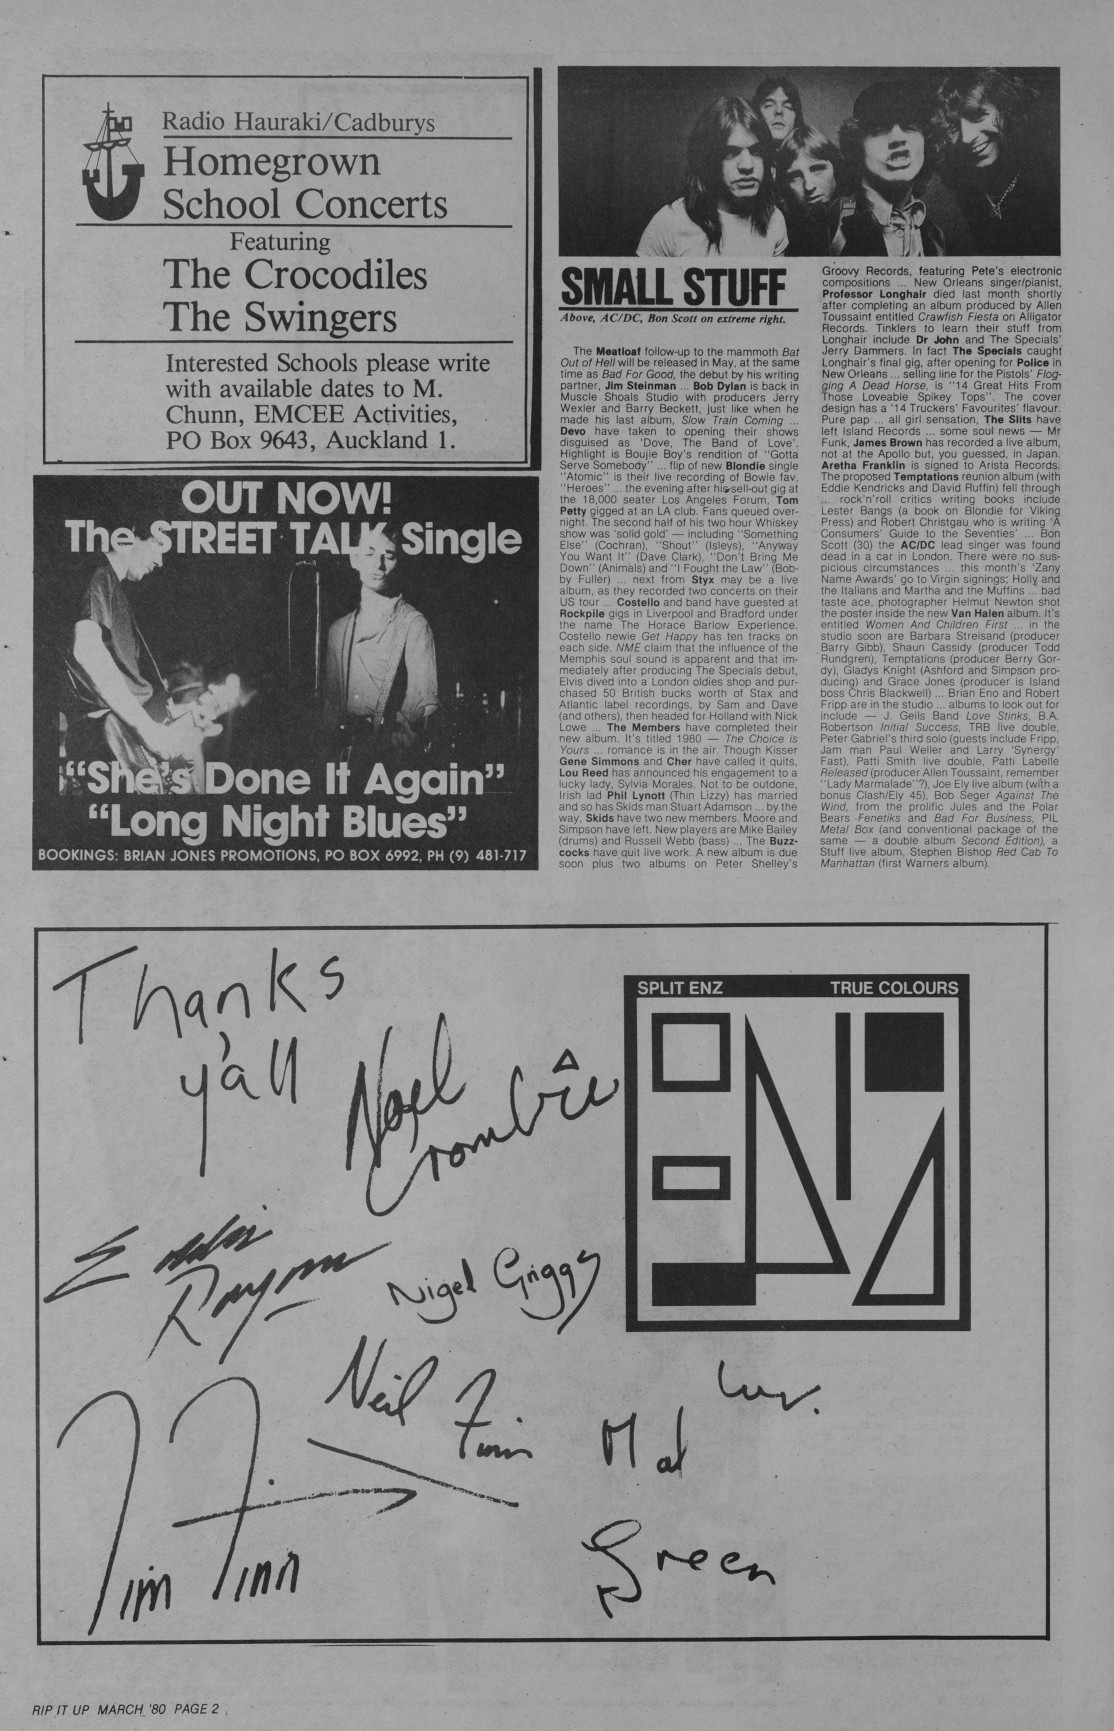 Radio Hauraki/Cadburys
Homegrown
School Concerts
Featuring
The Crocodiles
The Swingers
Interested Schools please write
with available dates to M.
Chunn, EMCEE Activities,
PO Box 9643, Auckland 1.
OUT NOW!
The STREET TALK Single
"She's Done It Again"
"Long Night Blues"
BOOKINGS: BRIAN JONES PROMOTIONS, PO BOX 6992, PH (9) 481-717
SMALL STUFF
Above, AC/DC, Bon Scott on extreme right.
The Meatloaf follow-up to the mammoth Bat
Out of Hell will be released in May, at the same
time as Bad For Good, the debut by his writing
partner, Jim Steinman ... Bob Dylan is back in
Muscle Shoals Studio with producers Jerry
Wexler and Barry Beckett, just like when he
made his last album, Slow Train Coming ...
Devo have taken to opening their shows
disguised as 'Dove, The Band of Love'.
Highlight is Boujie Boy's rendition of "Gotta
Serve Somebody" ... flip of new Blondie single
"Atomic" is their live recording of Bowie fav,
"Heroes" ... the evening after his sell-out gig at
the 18,000 seater Los Angeles Forum, Tom
Petty gigged at an LA club. Fans queued over-
night. The second half of his two hour Whiskey
show was 'solid gold' — including "Something
Else" (Cochran), "Shout" (Isleys), "Anyway
You Want It" (Dave Clark), "Don't Bring Me
Down" (Animals) and "I Fought the Law" (Bob-
by Fuller) ... next from Styx may be a live
album, as they recorded two concerts on their
US tour ... Costello and band have guested at
Rockpile gigs in Liverpool and Bradford under
the name The Horace Barlow Experience.
Costello newie Get Happy has ten tracks on
each side. NME claim that the influence of the
Memphis soul sound is apparent and that im-
mediately after producing The Specials debut,
Elvis dived into a London oldies shop and pur-
chased 50 British bucks worth of Stax and
Atlantic label recordings, by Sam and Dave
(and others), then headed for Holland with Nick
Lowe ... The Members have completed their
new album. It's titled 1980 — The Choice is
Yours ... romance is in the air. Though Kisser
Gene Simmons and Cher have called it quits,
Lou Reed has announced his engagement to a
lucky lady, Sylvia Morales. Not to be outdone,
Irish lad Phil Lynott (Thin Lizzy) has married
and so has Skids man Stuart Adamson ... by the
way, Skids have two new members. Moore and
Simpson have left. New players are Mike Bailey
(drums) and Russell Webb (bass) ... The Buzz-
cocks have quit live work. A new album is due
soon plus two albums on Peter Shelley's
Groovy Records, featuring Pete's electronic
compositions ... New Orleans singer/pianist,
Professor Longhair died last month shortly
after completing an album produced by Allen
Toussaint entitled Crawfish Fiesta on Alligator
Records. Tinklers to learn their stuff from
Longhair include Dr John and The Specials'
Jerry Dammers. In fact The Specials caught
Longhair's final gig, after opening for Police in
New Orleans ... selling line for the Pistols' Flog-
ging A Dead Horse, is "14 Great Hits From
Those Loveable Spikey Tops". The cover
design has a '14 Truckers' Favourites' flavour.
Pure pap ... all girl sensation, The Slits have
left Island Records ... some soul news — Mr
Funk, James Brown has recorded a live album,
not at the Apollo but, you guessed, in Japan.
Aretha Franklin is signed to Arista Records.
The proposed Temptations reunion album (with
Eddie Kendricks and David Ruffin) fell through
... rock'n'roll critics writing books include
Lester Bangs (a book on Blondie for Viking
Press) and Robert Christgau who is writing 'A
Consumers' Guide to the Seventies' ... Bon
Scott (30) the AC/DC lead singer was found
dead in a car in London. There were no sus-
picious circumstances ... this month's 'Zany
Name Awards' go to Virgin signings: Holly and
the Italians and Martha and the Muffins ... bad
taste ace, photographer Helmut Newton shot
the poster inside the new Van Halen album. It's
entitled Women And Children First ... in the
studio soon are Barbara Streisand (producer
Barry Gibb), Shaun Cassidy (producer Todd
Rundgren), Temptations (producer Berry Gor-
dy), Gladys Knight (Ashford and Simpson pro-
ducing) and Grace Jones (producer is Island
boss Chris Blackwell) ... Brian Eno and Robert
Fripp are in the studio ... albums to look out for
include — J. Geils Band Love Stinks, B.A.
Robertson Initial Success, TRB live double,
Peter Gabriel's third solo (guests include Fripp,
Jam man Paul Weller and Larry 'Synergy'
Fast), Patti Smith live double, Patti Labelle
Released (producer Allen Toussaint, remember
"Lady Marmalade"?), Joe Ely live album (with a
bonus Clash/Ely 45), Bob Seger Against The
Wind, from the prolific Jules and the Polar
Bears Fenetiks and Bad For Business, PIL
Metal Box (and conventional package of the
same — a double album Second Edition), a
Stuff live album, Stephen Bishop Red Cab To
Manhattan (first Warners album).
Thanks
y'all
Noel
Crombie
SPLIT ENZ TRUE COLOURS
ENZ
Eddie
Rayner
Nigel Griggs
Neil Finn
Tim Finn
luv.
Mal
Green
RIP IT UP MARCH '80 PAGE 2